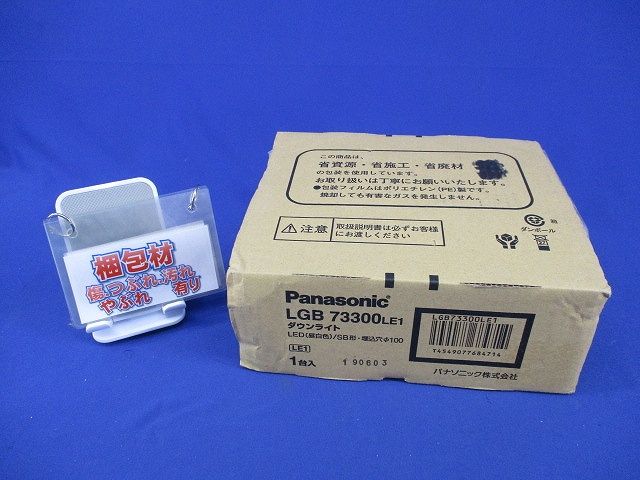 梱包材
傷、つぶれ、汚れ
やぶれ 有り
この商品は、
省資源・省施工・省廃材
の包装を使用しています。
お取り扱いは丁寧にお願いいたします。
●包装フィルムはポリエチレン(PE)製です。
焼却しても有害なガスを発生しません。
注意
取扱説明書は必ずお客様
にお渡しください
紙
ダンボール
Panasonic
LGB 73300LE1
ダウンライト
LED(昼白色)/SB形・埋込穴φ100
LE1
1台入
190603
LGB73300LE1
T4549077684714
パナソニック株式会社